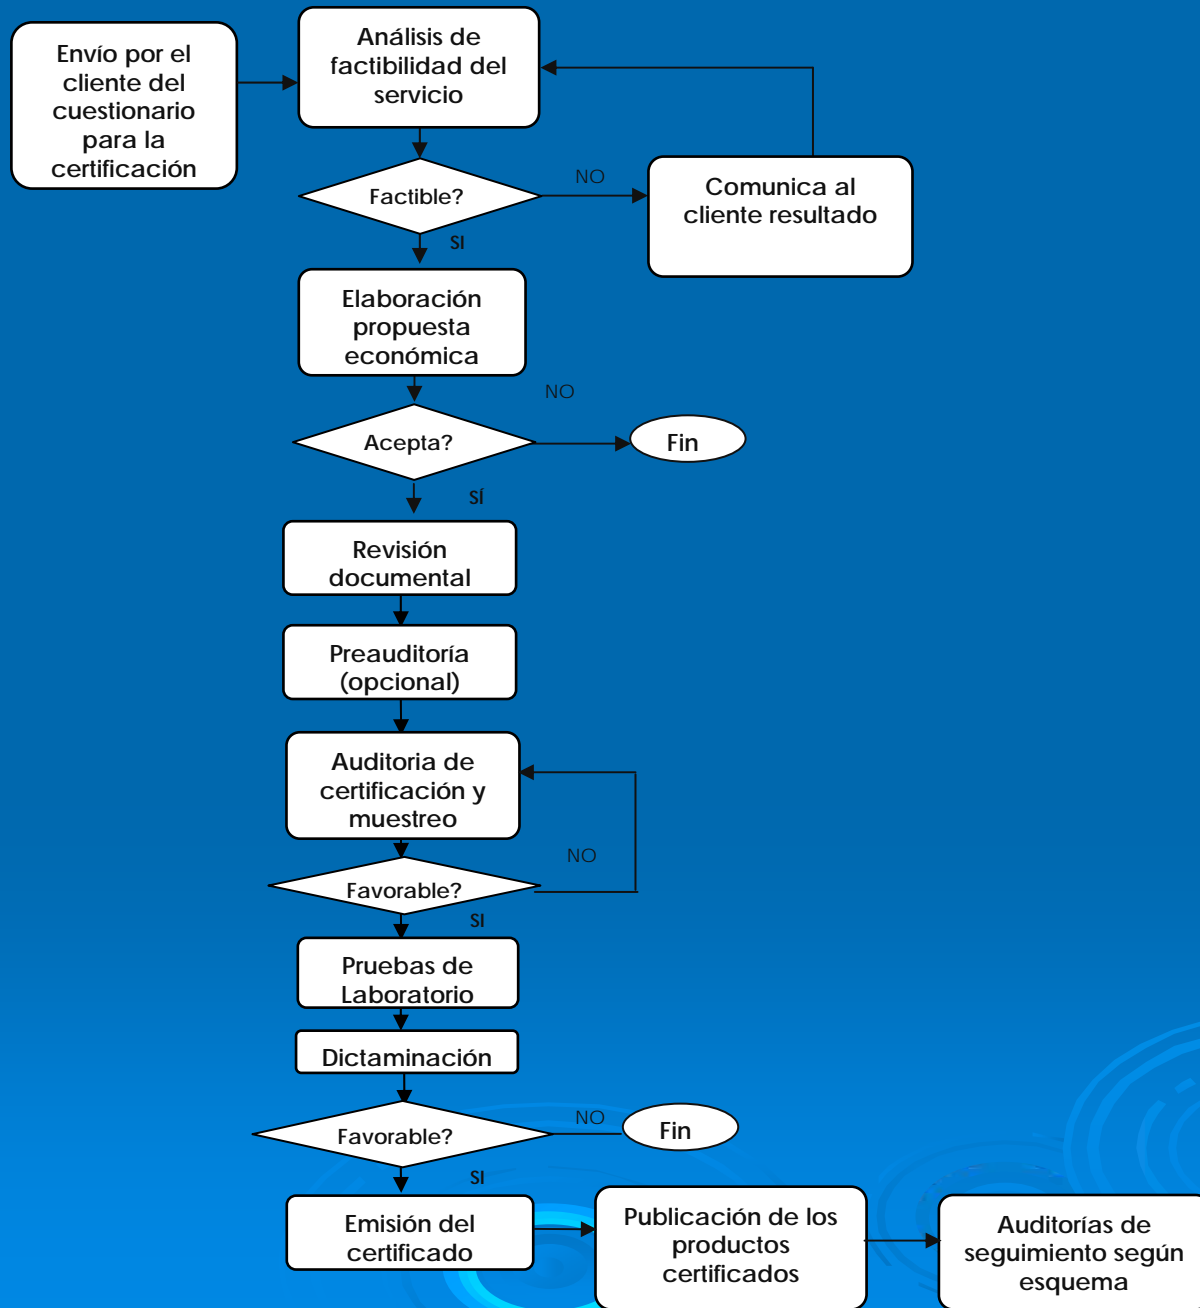 Envío por el
cliente del
cuestionario
para la
certificación
Análisis de
factibilidad del
servicio
Factible?
NO
Comunica al
cliente resultado
SI
Elaboración
propuesta
económica
NO
Acepta?
Fin
SÍ
Revisión
documental
Preauditoría
(opcional)
Auditoria de
certificación y
muestreo
NO
Favorable?
SI
Pruebas de
Laboratorio
Dictaminación
Favorable?
NO
Fin
SI
Emisión del
certificado
Publicación de los
productos
certificados
Auditorías de
seguimiento según
esquema